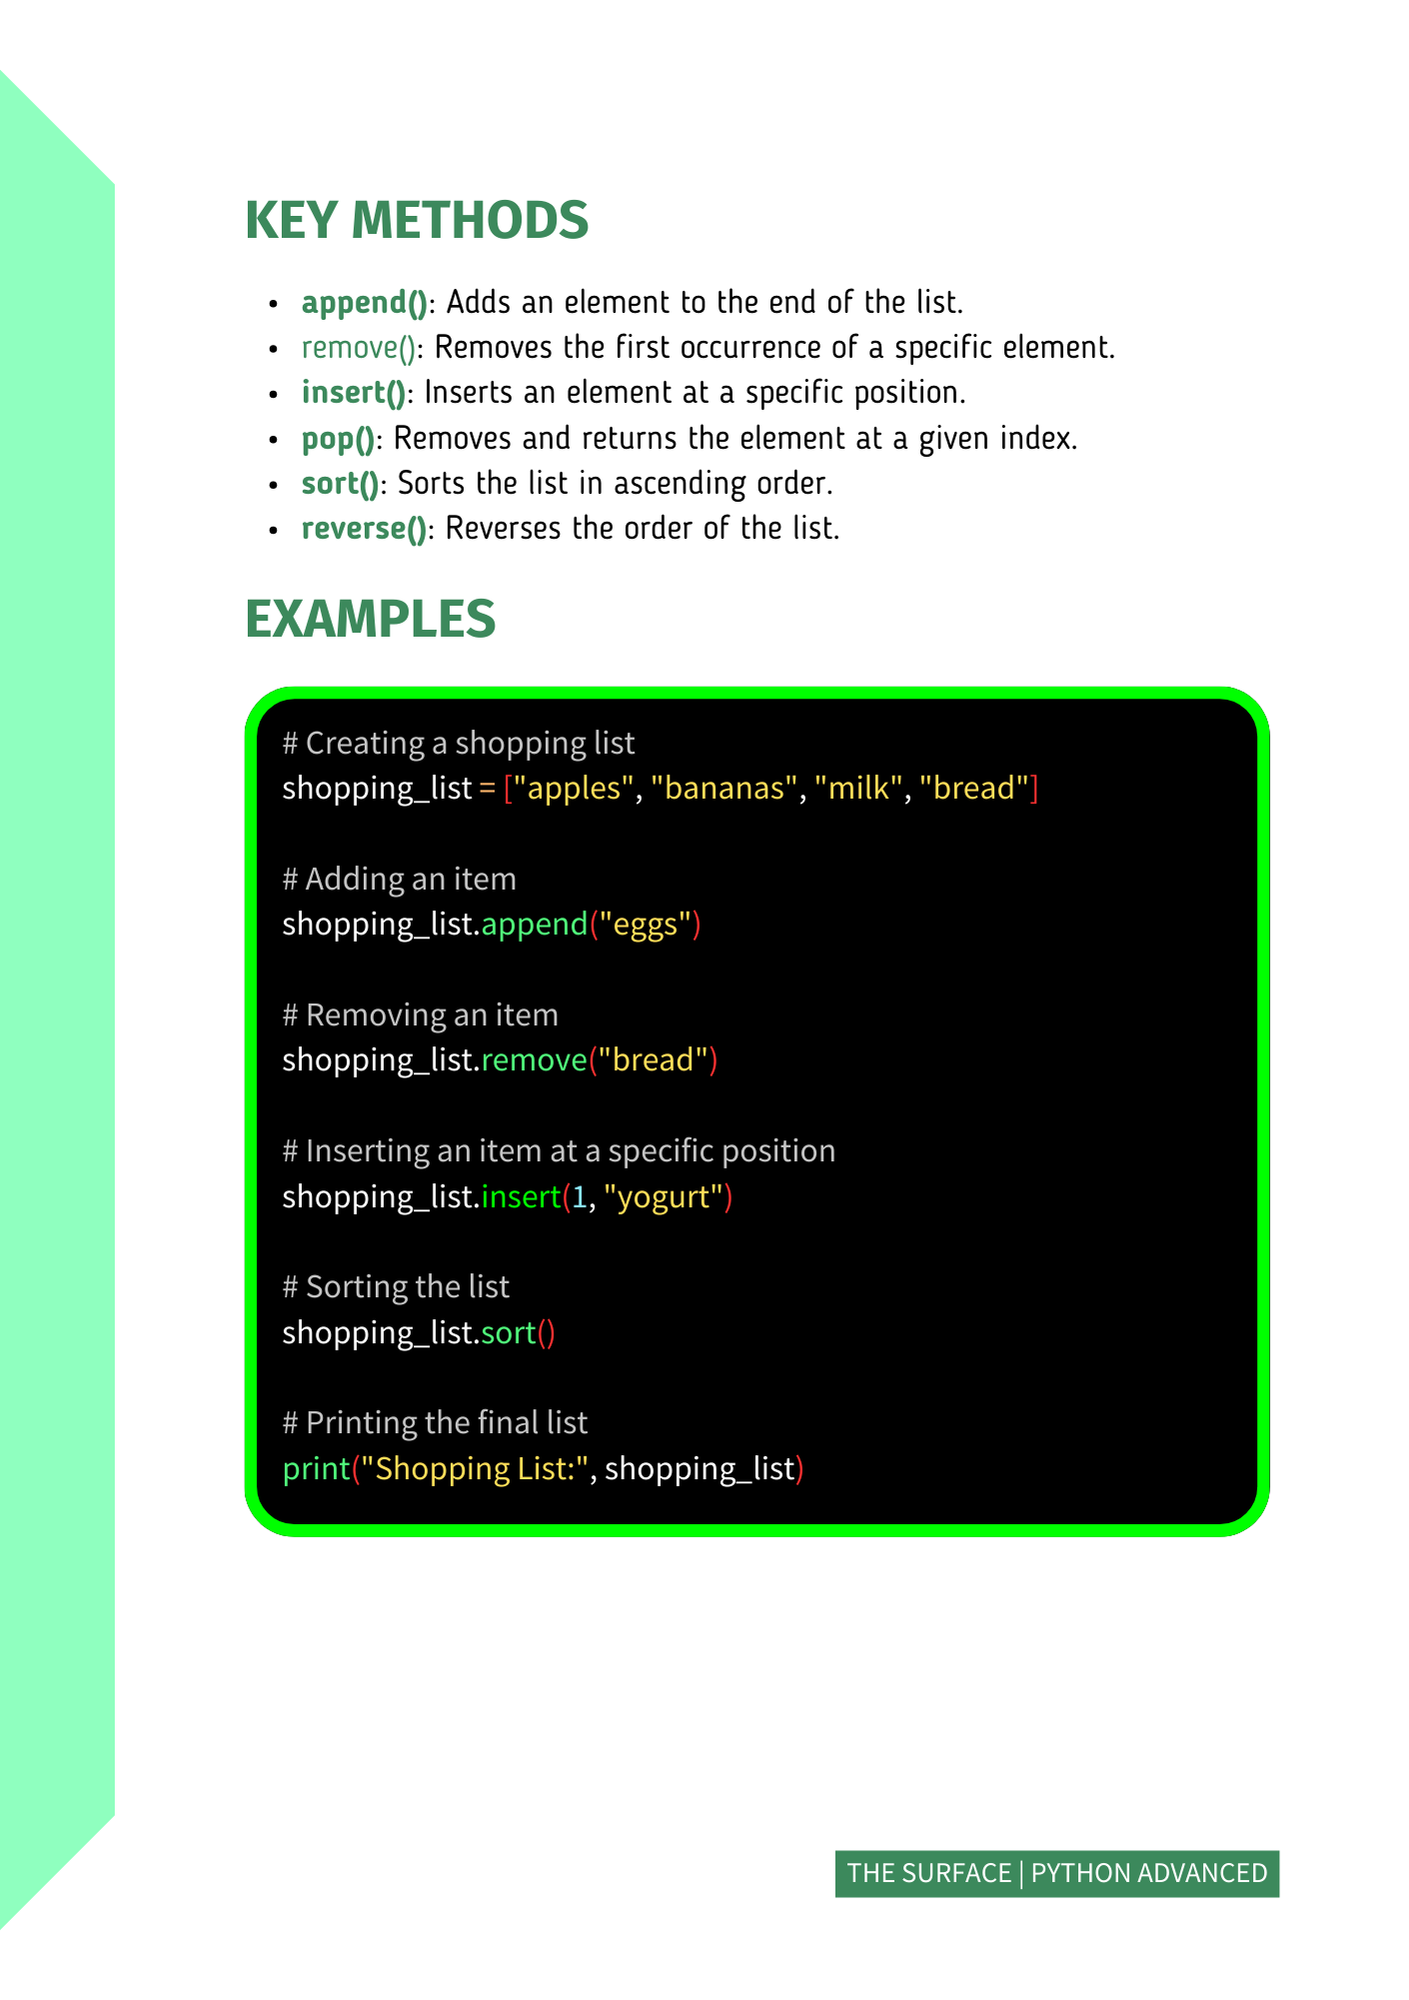 KEY METHODS
• append(): Adds an element to the end of the list.
• remove(): Removes the first occurrence of a specific element.
• insert(): Inserts an element at a specific position.
• pop(): Removes and returns the element at a given index.
• sort(): Sorts the list in ascending order.
• reverse(): Reverses the order of the list.
EXAMPLES
# Creating a shopping list
shopping_list = ["apples", "bananas", "milk", "bread"]
# Adding an item
shopping_list.append("eggs")
# Removing an item
shopping_list.remove("bread")
# Inserting an item at a specific position
shopping_list.insert(1, "yogurt")
# Sorting the list
shopping_list.sort()
# Printing the final list
print("Shopping List:", shopping_list)
THE SURFACE | PYTHON ADVANCED